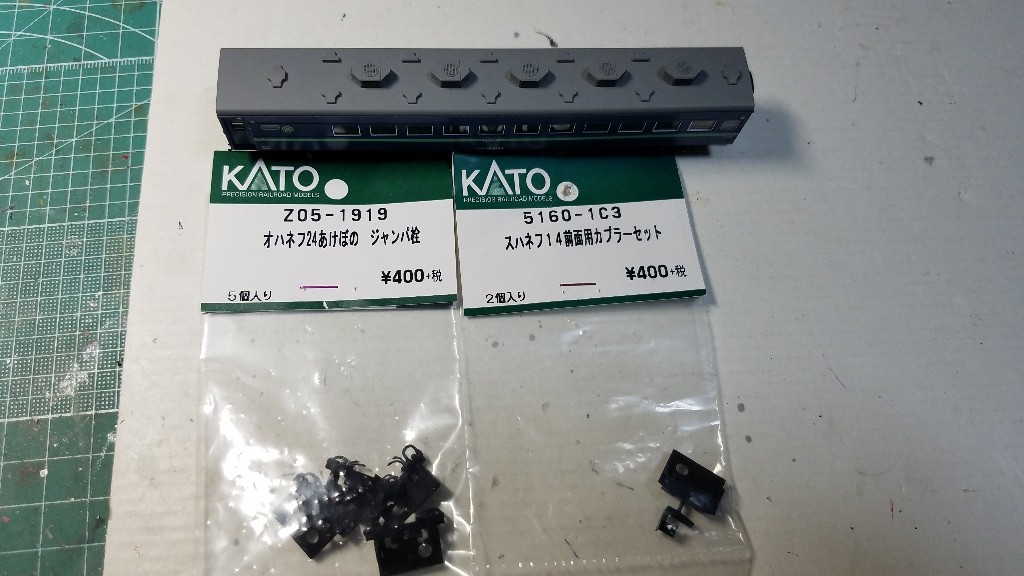 KATO
PRECISION RAILROAD MODELS
Z05-1919
オハネフ24あけぼの ジャンパ栓
¥400+税
5個入り
KATO
PRECISION RAILROAD MODELS
5160-1C3
スハネフ14前面用カプラーセット
¥400+税
2個入り